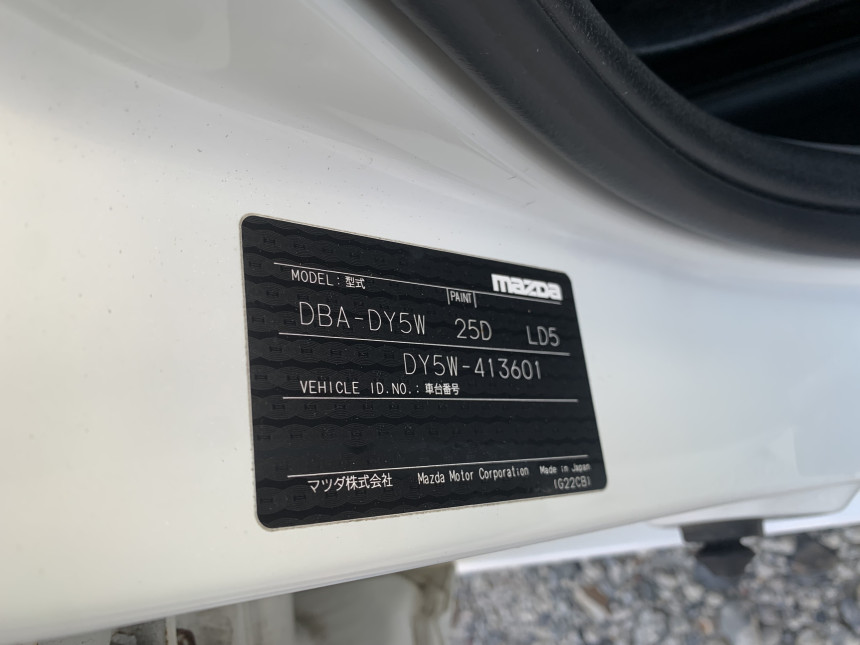 mazda
MODEL:型式 PAINT
DBA-DY5W 25D LD5
DY5W-413601
VEHICLE ID.NO.:車台番号
マツダ株式会社 Mazda Motor Corporation Made in Japan
(G22CB)